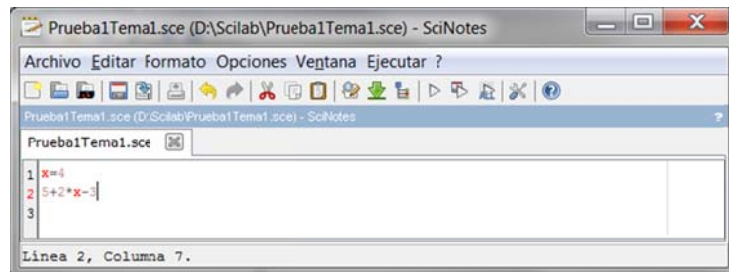 Prueba1Tema1.sce (D:\Scilab\Prueba1Tema1.sce) - SciNotes
Archivo Editar Formato Opciones Ventana Ejecutar ?
Prueba1Tema1.sce (D:\Scilab\Prueba1Tema1.sce) - SciNotes ?
Prueba1Tema1.sce
1 x=4
2 5+2*x-3
3
Línea 2, Columna 7.